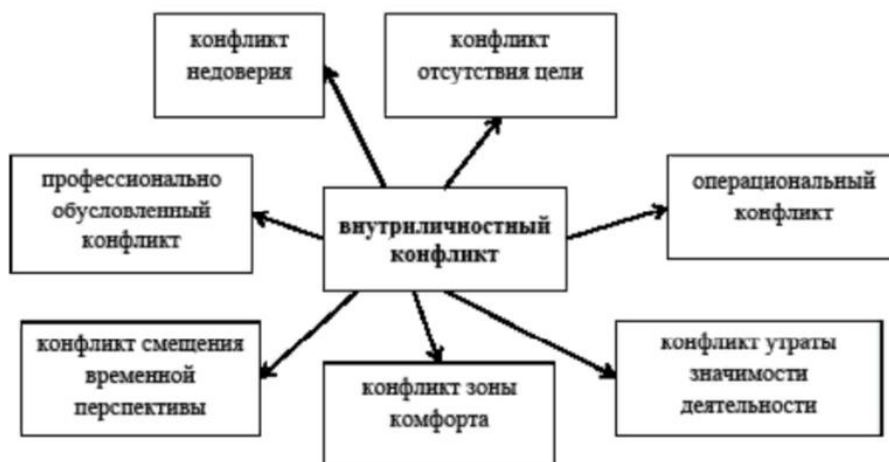 конфликт
недоверия
конфликт
отсутствия цели
профессионально
обусловленный
конфликт
внутриличностный
конфликт
операциональный
конфликт
конфликт смещения
временной
перспективы
конфликт зоны
комфорта
конфликт утраты
значимости
деятельности